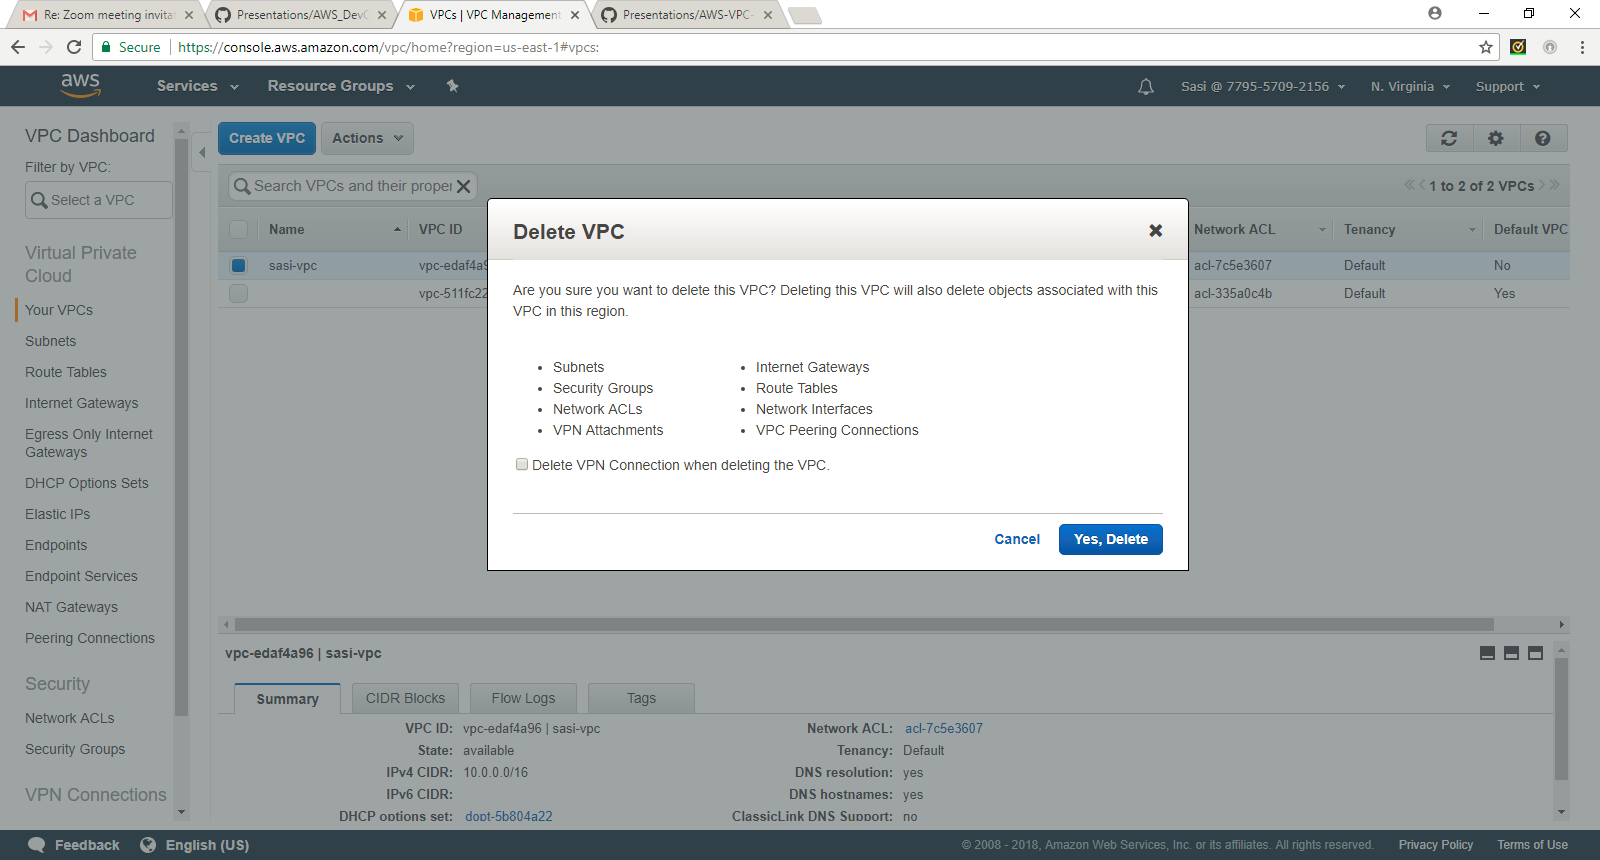 Re: Zoom meeting invitat
Presentations/AWS_DevO
VPCs | VPC Management
Presentations/AWS-VPC-
Secure
https://console.aws.amazon.com/vpc/home?region=us-east-1#vpcs:
aws
Services
Resource Groups
Sasi @ 7795-5709-2156
N. Virginia
Support
VPC Dashboard
Filter by VPC:
Select a VPC
Virtual Private
Cloud
Your VPCs
Subnets
Route Tables
Internet Gateways
Egress Only Internet
Gateways
DHCP Options Sets
Elastic IPs
Endpoints
Endpoint Services
NAT Gateways
Peering Connections
Security
Network ACLs
Security Groups
VPN Connections
Create VPC
Actions
Search VPCs and their proper
1 to 2 of 2 VPCs
Name VPC ID Network ACL Tenancy Default VPC
sasi-vpc vpc-edaf4a9 acl-7c5e3607 Default No
vpc-511fc22 acl-335a0c4b Default Yes
Delete VPC
Are you sure you want to delete this VPC? Deleting this VPC will also delete objects associated with this
VPC in this region.
• Subnets
• Security Groups
• Network ACLs
• VPN Attachments
• Internet Gateways
• Route Tables
• Network Interfaces
• VPC Peering Connections
Delete VPN Connection when deleting the VPC.
Cancel
Yes, Delete
vpc-edaf4a96 | sasi-vpc
Summary
CIDR Blocks
Flow Logs
Tags
VPC ID: vpc-edaf4a96 | sasi-vpc
State: available
IPv4 CIDR: 10.0.0.0/16
IPv6 CIDR:
DHCP options set: dopt-5b804a22
Network ACL: acl-7c5e3607
Tenancy: Default
DNS resolution: yes
DNS hostnames: yes
ClassicLink DNS Support: no
Feedback
English (US)
© 2008 - 2018, Amazon Web Services, Inc. or its affiliates. All rights reserved.
Privacy Policy
Terms of Use